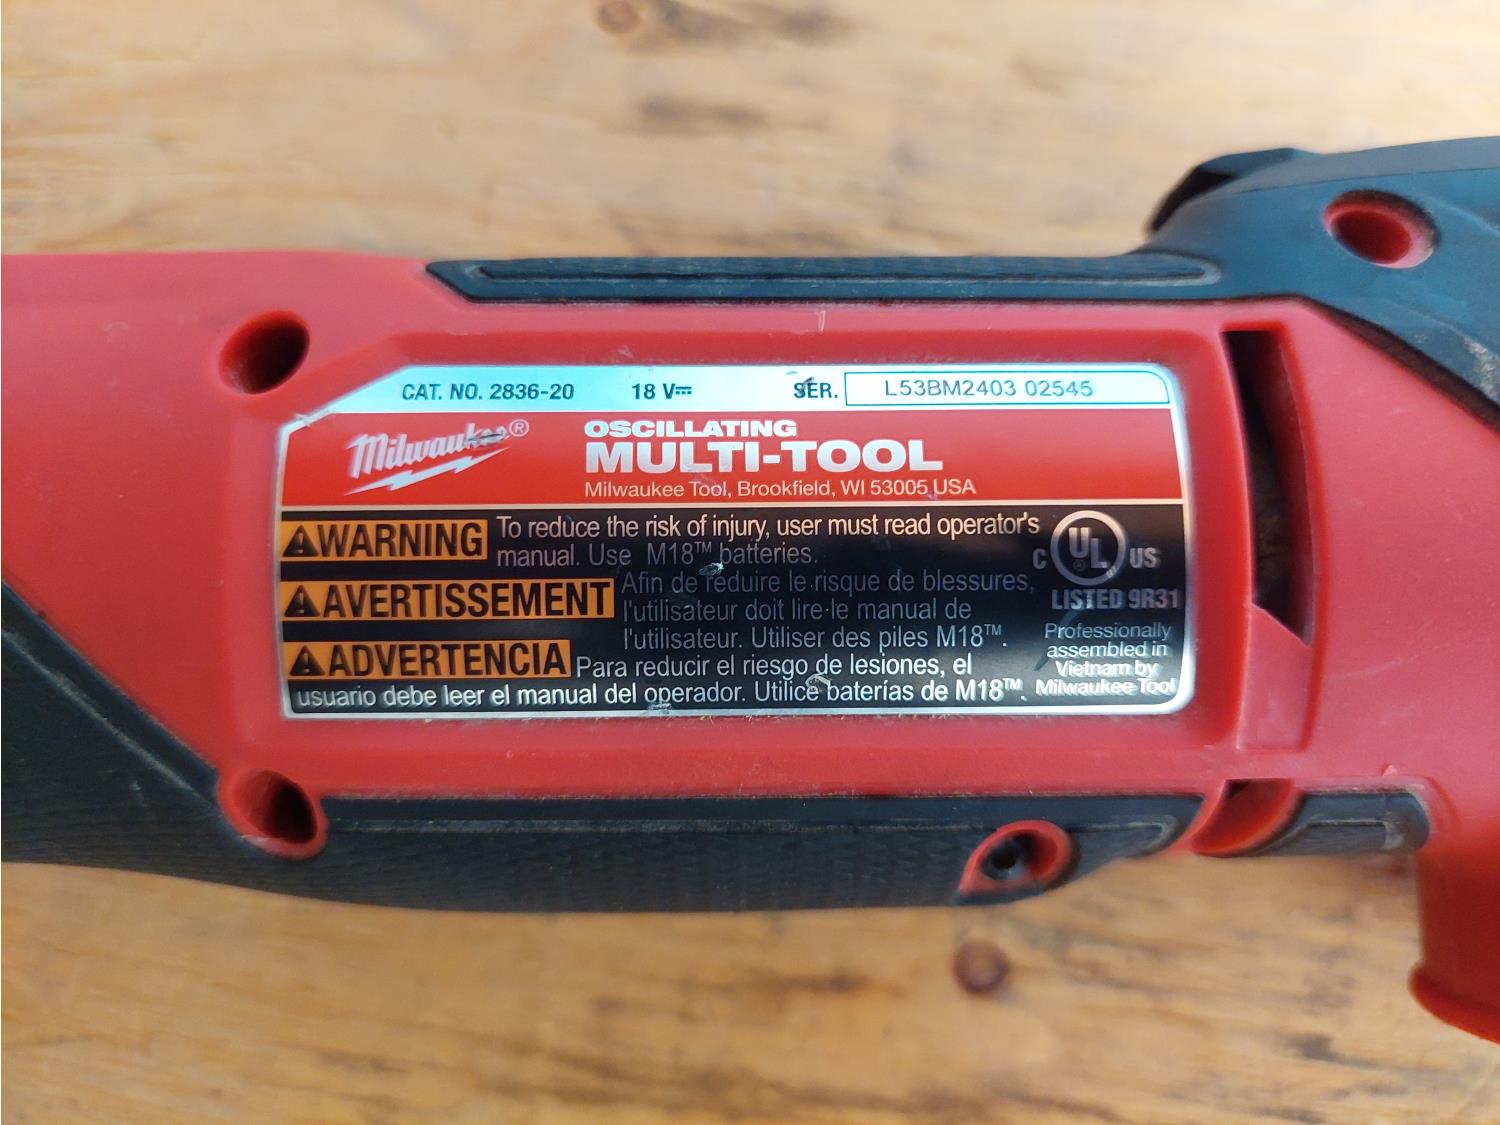 CAT. NO. 2836-20 18 V⎓ SER. L53BM2403 02545
Milwaukee®
OSCILLATING
MULTI-TOOL
Milwaukee Tool, Brookfield, WI 53005 USA
⚠WARNING To reduce the risk of injury, user must read operator's
manual. Use M18™ batteries.
⚠AVERTISSEMENT Afin de réduire le risque de blessures,
l'utilisateur doit lire le manuel de
l'utilisateur. Utiliser des piles M18™.
⚠ADVERTENCIA Para reducir el riesgo de lesiones, el
usuario debe leer el manual del operador. Utilice baterías de M18™.
C UL® US
LISTED 9R31
Professionally
assembled in
Vietnam by
Milwaukee Tool